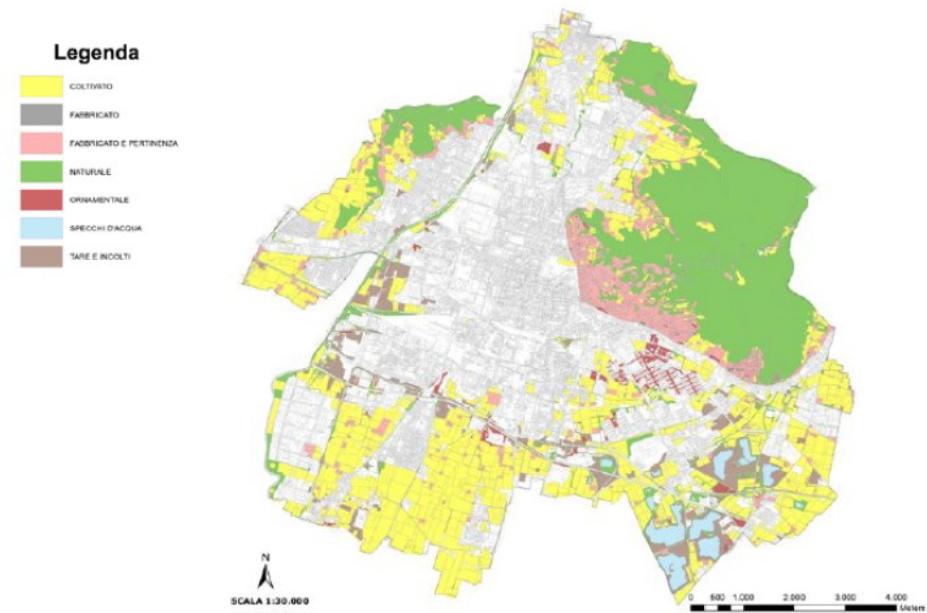 Legenda
COLTIVATO
FABBRICATO
FABBRICATO E PERTINENZA
NATURALE
ORNAMENTALE
SPECCHI D'ACQUA
TARE E INCOLTI
N
SCALA 1:30.000
0 500 1.000 2.000 3.000 4.000
Meters